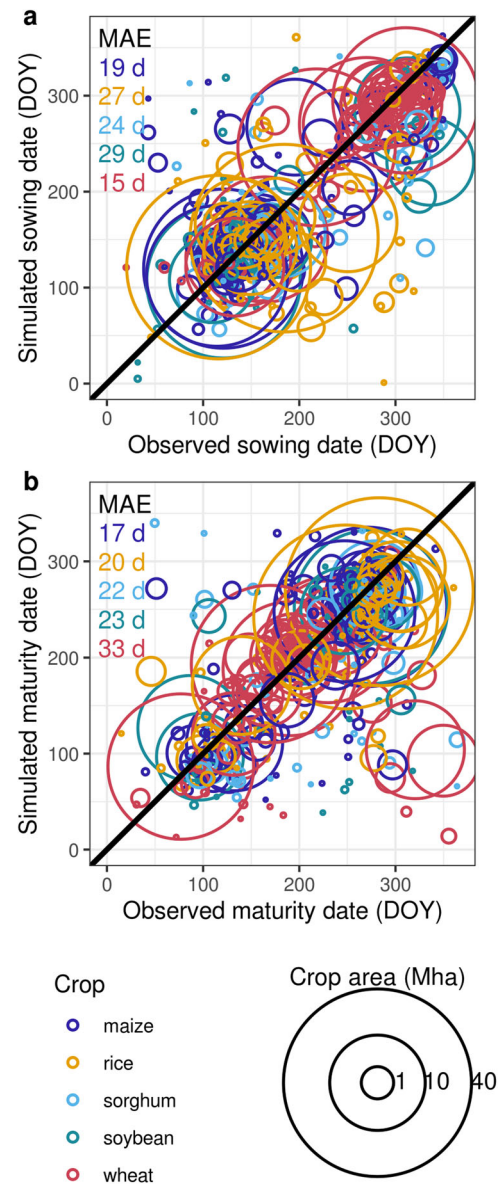 a
MAE
19 d
27 d
24 d
29 d
15 d
300
200
100
0
0 100 200 300
Simulated sowing date (DOY)
Observed sowing date (DOY)
b
MAE
17 d
20 d
22 d
23 d
33 d
300
200
100
0
0 100 200 300
Simulated maturity date (DOY)
Observed maturity date (DOY)
Crop
maize
rice
sorghum
soybean
wheat
Crop area (Mha)
1 10 40